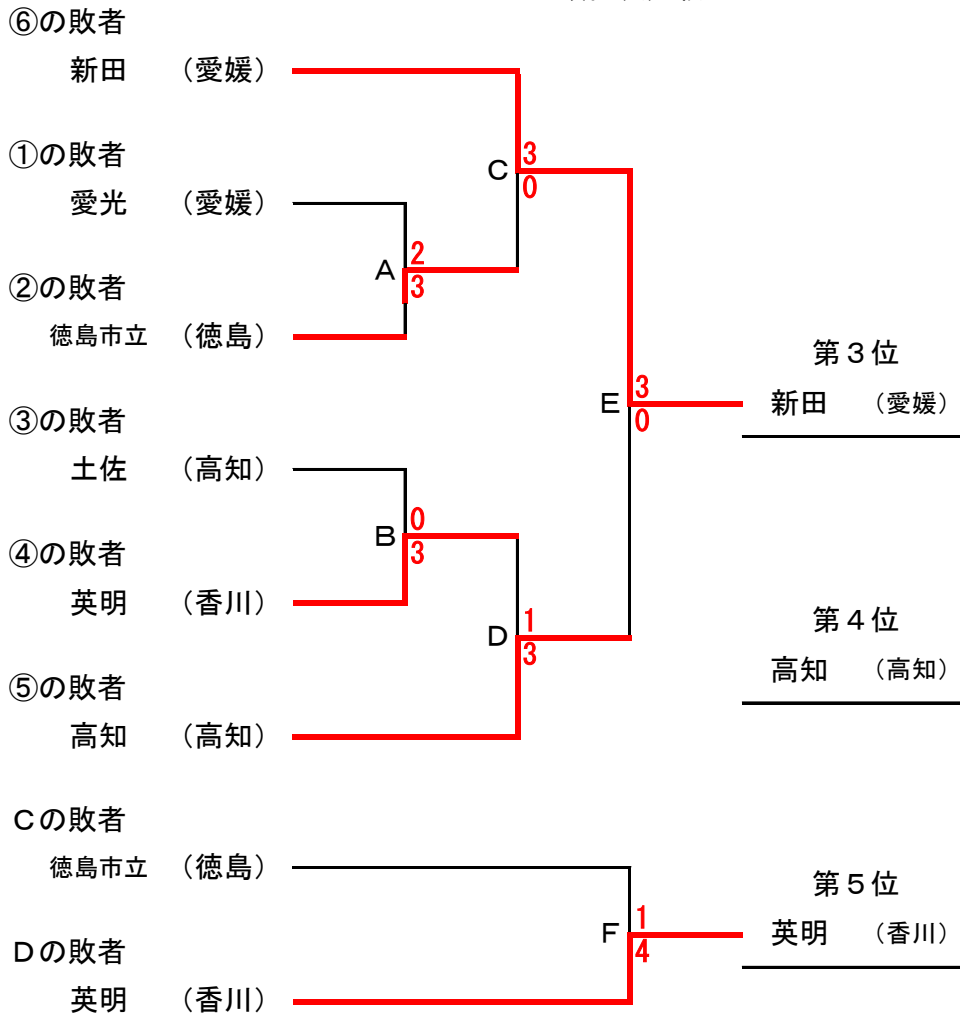 ⑥の敗者
新田 （愛媛）
①の敗者
3
C
0
愛光 （愛媛）
2
A
3
②の敗者
徳島市立 （徳島）
第３位
3
E
0
新田 （愛媛）
③の敗者
土佐 （高知）
0
B
3
④の敗者
英明 （香川）
1
D
3
第４位
高知 （高知）
⑤の敗者
高知 （高知）
Cの敗者
徳島市立 （徳島）
第５位
1
F
4
英明 （香川）
Dの敗者
英明 （香川）